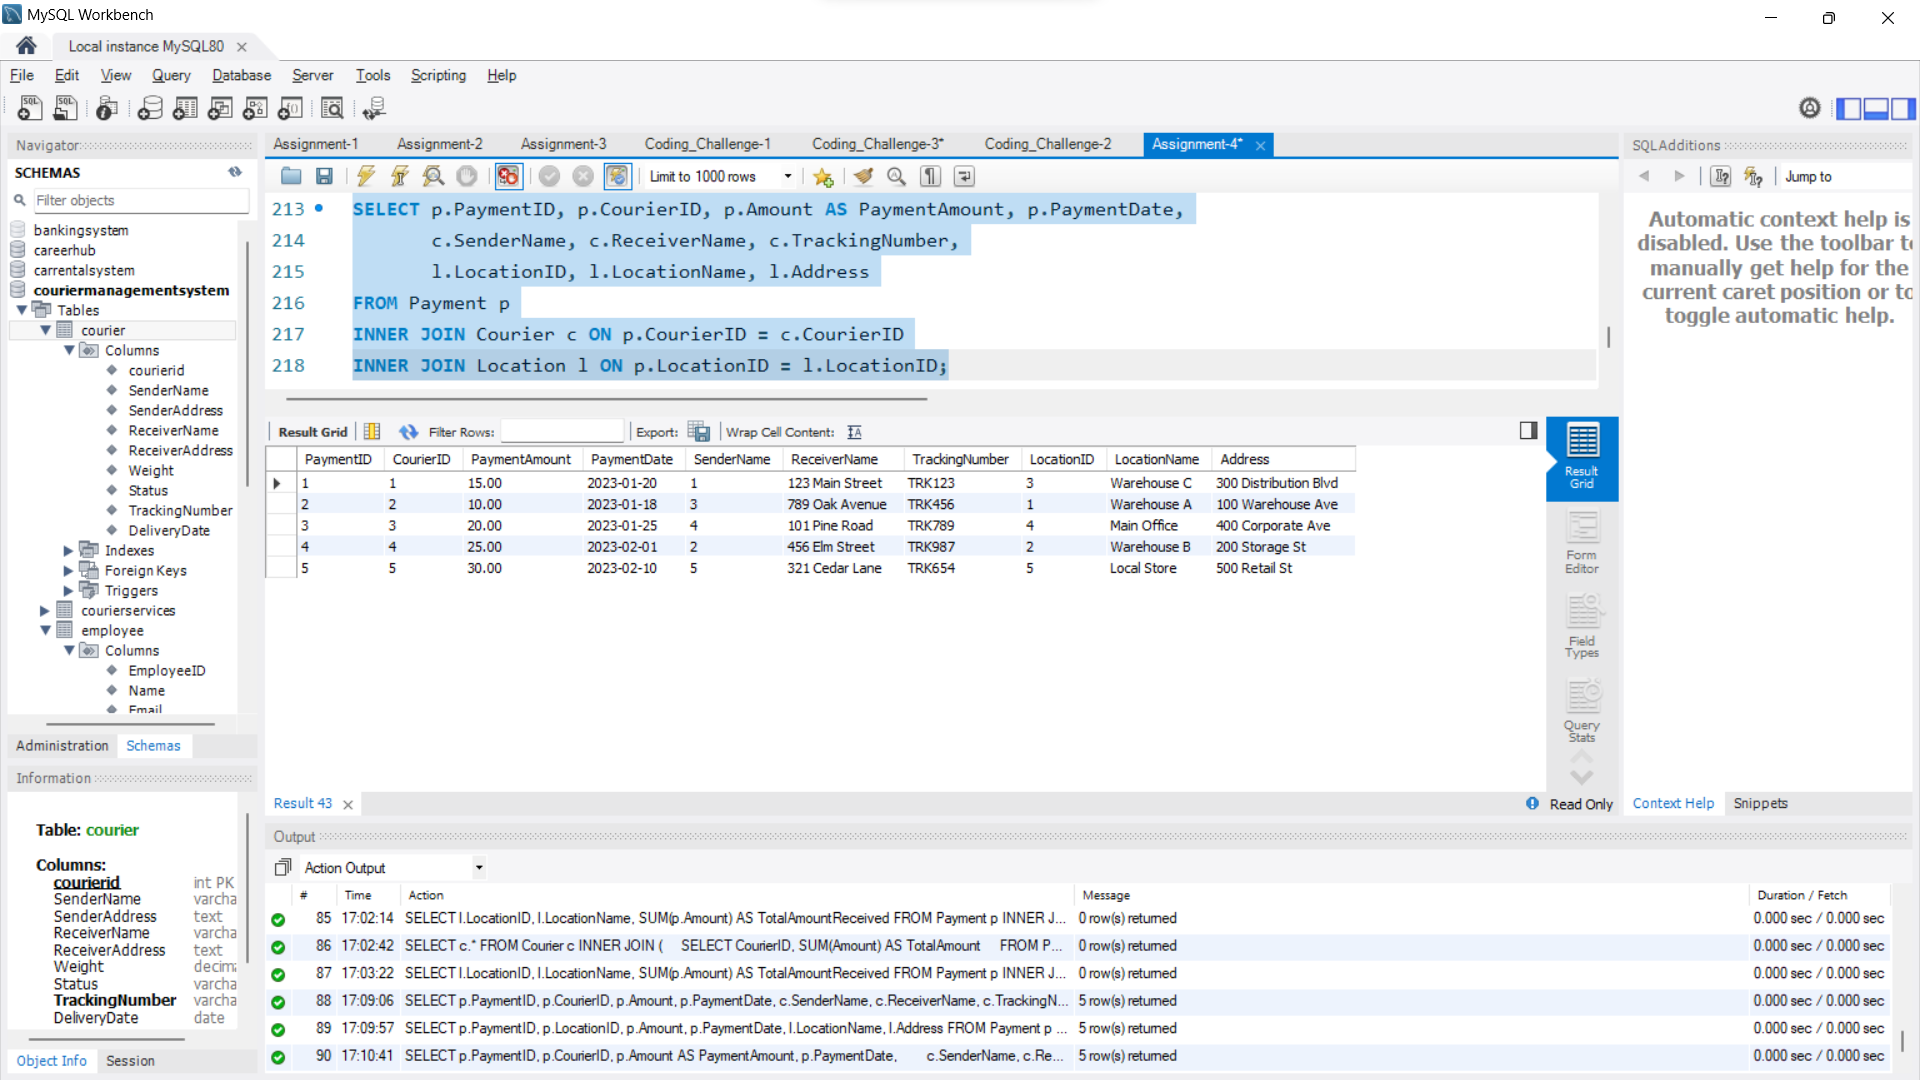 MySQL Workbench
Local instance MySQL80
File Edit View Query Database Server Tools Scripting Help
Navigator
SCHEMAS
Filter objects
bankingsystem
careerhub
carrentalsystem
couriermanagementsystem
Tables
courier
Columns
courierid
SenderName
SenderAddress
ReceiverName
ReceiverAddress
Weight
Status
TrackingNumber
DeliveryDate
Indexes
Foreign Keys
Triggers
courierservices
employee
Columns
EmployeeID
Name
Email
Administration Schemas
Information
Table: courier
Columns:
courierid int PK
SenderName varcha
SenderAddress text
ReceiverName varcha
ReceiverAddress text
Weight decim
Status varcha
TrackingNumber varcha
DeliveryDate date
Object Info Session
Assignment-1 Assignment-2 Assignment-3 Coding_Challenge-1 Coding_Challenge-3* Coding_Challenge-2 Assignment-4*
Limit to 1000 rows
213 SELECT p.PaymentID, p.CourierID, p.Amount AS PaymentAmount, p.PaymentDate,
214 c.SenderName, c.ReceiverName, c.TrackingNumber,
215 l.LocationID, l.LocationName, l.Address
216 FROM Payment p
217 INNER JOIN Courier c ON p.CourierID = c.CourierID
218 INNER JOIN Location l ON p.LocationID = l.LocationID;
Result Grid Filter Rows: Export: Wrap Cell Content:
PaymentID CourierID PaymentAmount PaymentDate SenderName ReceiverName TrackingNumber LocationID LocationName Address
1 1 15.00 2023-01-20 1 123 Main Street TRK123 3 Warehouse C 300 Distribution Blvd
2 2 10.00 2023-01-18 3 789 Oak Avenue TRK456 1 Warehouse A 100 Warehouse Ave
3 3 20.00 2023-01-25 4 101 Pine Road TRK789 4 Main Office 400 Corporate Ave
4 4 25.00 2023-02-01 2 456 Elm Street TRK987 2 Warehouse B 200 Storage St
5 5 30.00 2023-02-10 5 321 Cedar Lane TRK654 5 Local Store 500 Retail St
Result
Grid
Form
Editor
Field
Types
Query
Stats
Result 43
Read Only
Output
Action Output
# Time Action Message Duration / Fetch
85 17:02:14 SELECT l.LocationID, l.LocationName, SUM(p.Amount) AS TotalAmountReceived FROM Payment p INNER J... 0 row(s) returned 0.000 sec / 0.000 sec
86 17:02:42 SELECT c.* FROM Courier c INNER JOIN ( SELECT CourierID, SUM(Amount) AS TotalAmount FROM P... 0 row(s) returned 0.000 sec / 0.000 sec
87 17:03:22 SELECT l.LocationID, l.LocationName, SUM(p.Amount) AS TotalAmountReceived FROM Payment p INNER J... 0 row(s) returned 0.000 sec / 0.000 sec
88 17:09:06 SELECT p.PaymentID, p.CourierID, p.Amount, p.PaymentDate, c.SenderName, c.ReceiverName, c.TrackingN... 5 row(s) returned 0.000 sec / 0.000 sec
89 17:09:57 SELECT p.PaymentID, p.LocationID, p.Amount, p.PaymentDate, l.LocationName, l.Address FROM Payment p ... 5 row(s) returned 0.000 sec / 0.000 sec
90 17:10:41 SELECT p.PaymentID, p.CourierID, p.Amount AS PaymentAmount, p.PaymentDate, c.SenderName, c.Re... 5 row(s) returned 0.000 sec / 0.000 sec
SQLAdditions
Jump to
Automatic context help is
disabled. Use the toolbar to
manually get help for the
current caret position or to
toggle automatic help.
Context Help Snippets